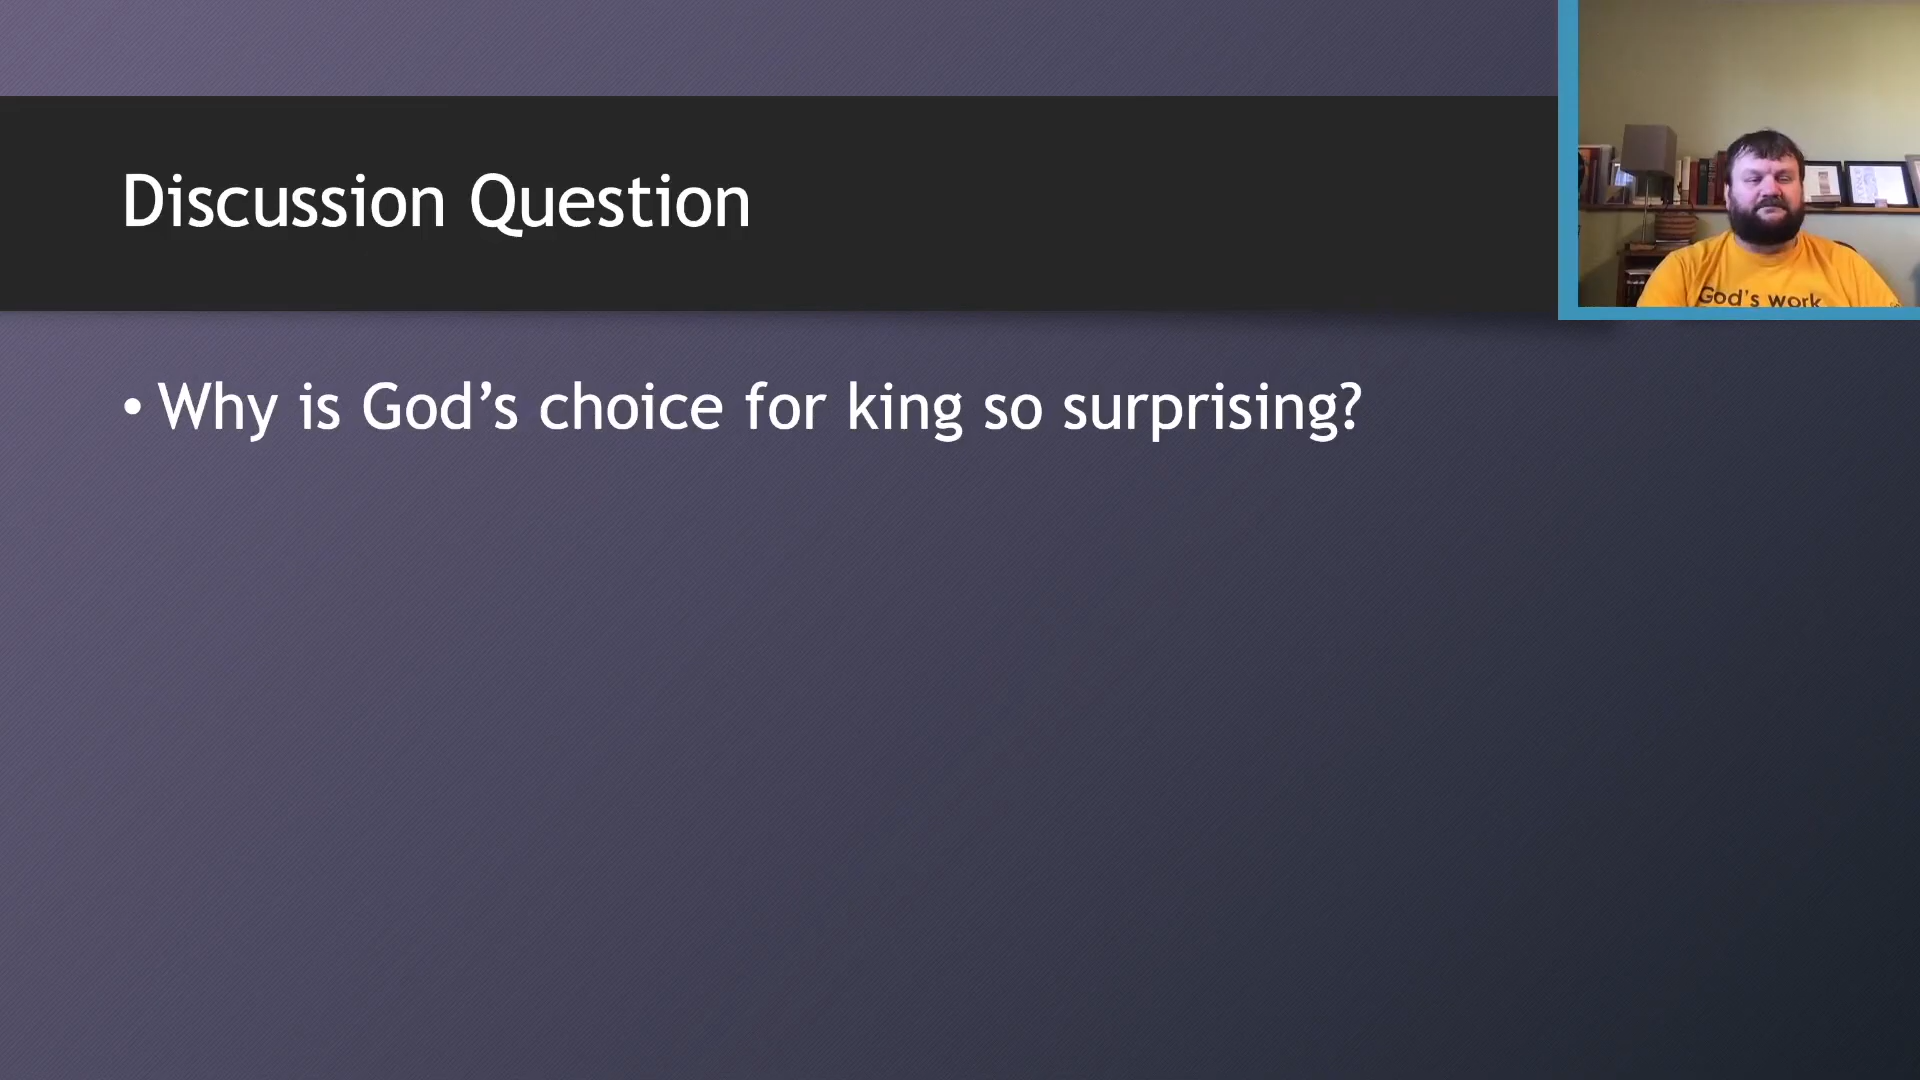 Discussion Question
• Why is God’s choice for king so surprising?
God's work